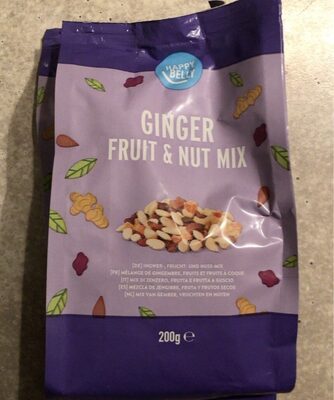 HAPPY
BELLY
GINGER
FRUIT & NUT MIX
[DE] INGWER-, FRUCHT- UND NUSS-MIX
[FR] MÉLANGE DE GINGEMBRE, FRUITS ET FRUITS À COQUE
[IT] MIX DI ZENZERO, FRUTTA E FRUTTA A GUSCIO
[ES] MEZCLA DE JENGIBRE, FRUTA Y FRUTOS SECOS
[NL] MIX VAN GEMBER, VRUCHTEN EN NOTEN
200g ℮